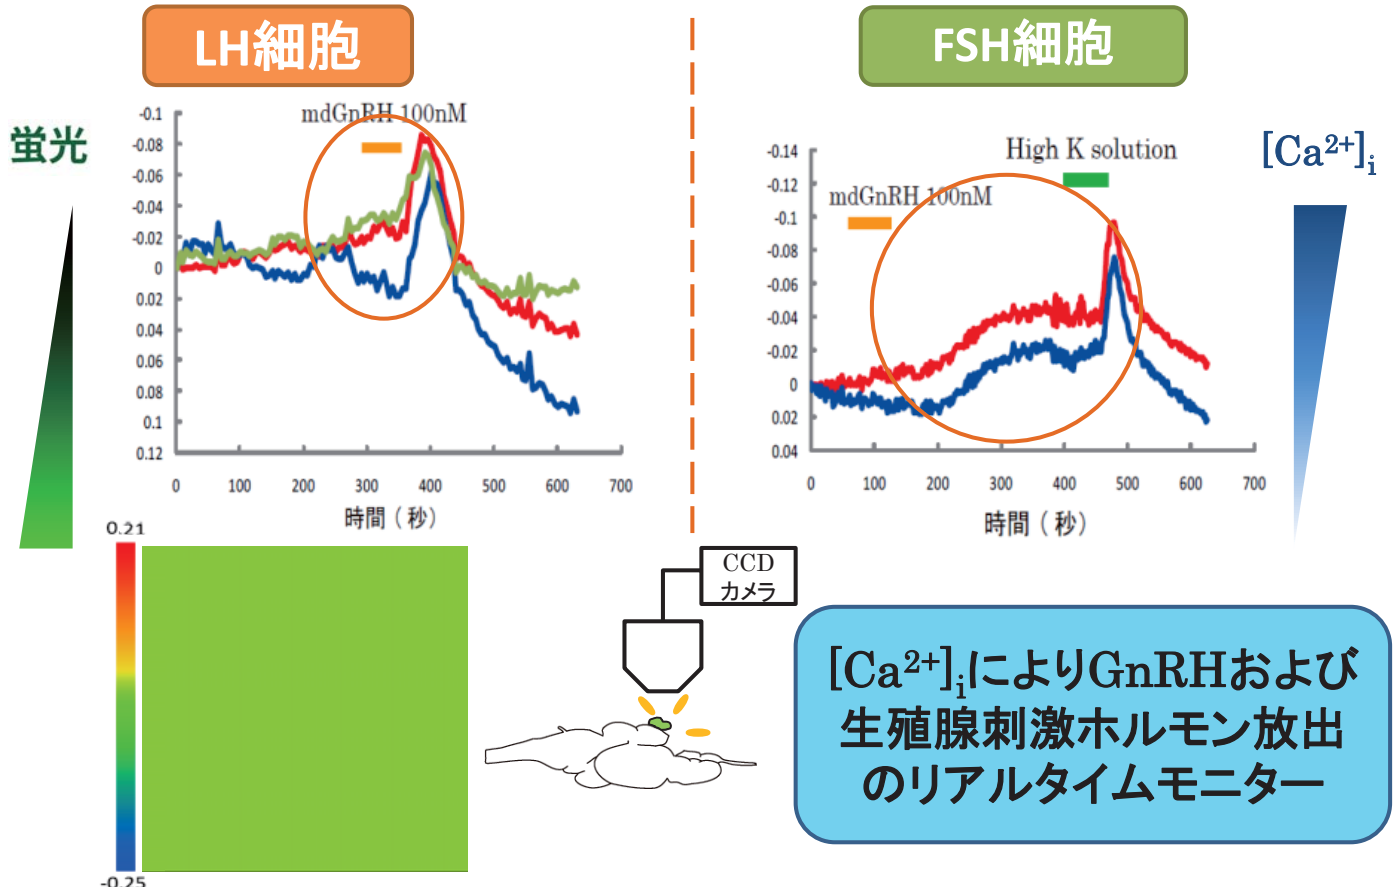 LH細胞
FSH細胞
蛍光
mdGnRH 100nM
-0.1
-0.08
-0.06
-0.04
-0.02
0
0.02
0.04
0.06
0.08
0.1
0.12
0 100 200 300 400 500 600 700
時間(秒)
High K solution
mdGnRH 100nM
[Ca²⁺]i
-0.14
-0.12
-0.1
-0.08
-0.06
-0.04
-0.02
0
0.02
0.04
0 100 200 300 400 500 600 700
時間(秒)
0.21
-0.25
CCD
カメラ
[Ca²⁺]iによりGnRHおよび
生殖腺刺激ホルモン放出
のリアルタイムモニター